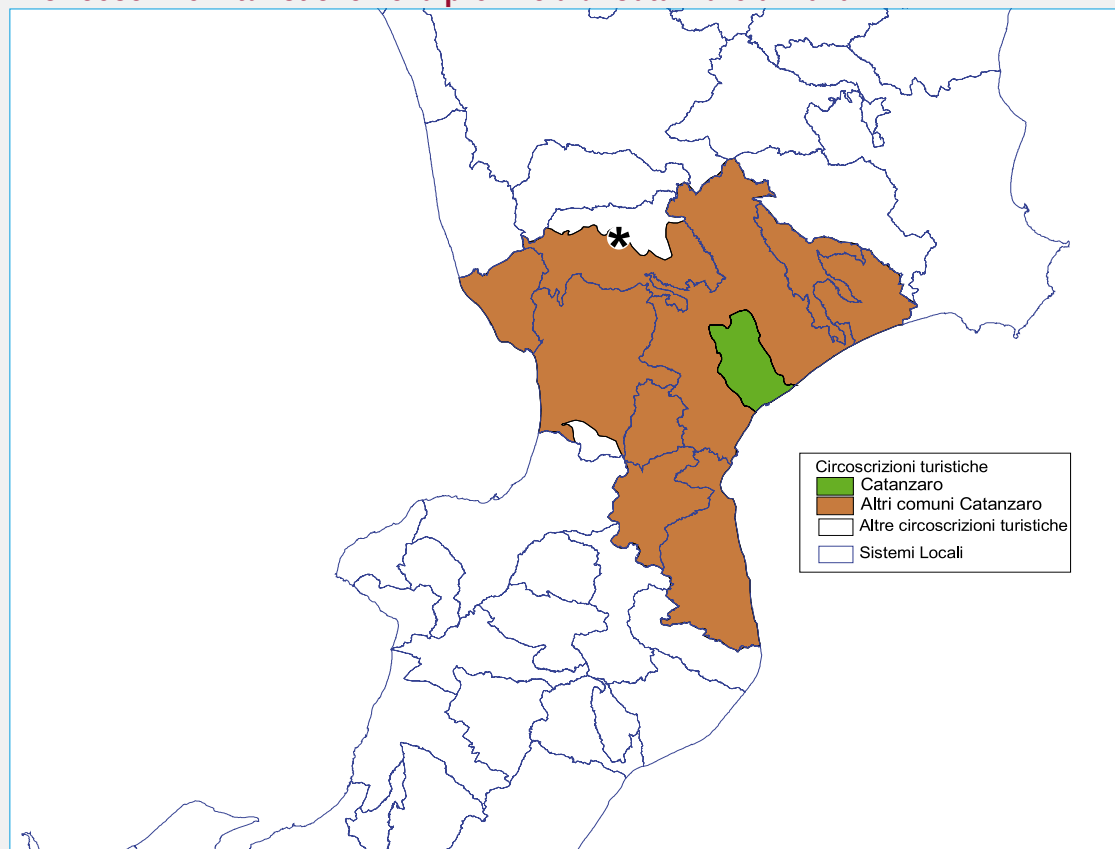 *
Circoscrizioni turistiche
Catanzaro
Altri comuni Catanzaro
Altre circoscrizioni turistiche
Sistemi Locali